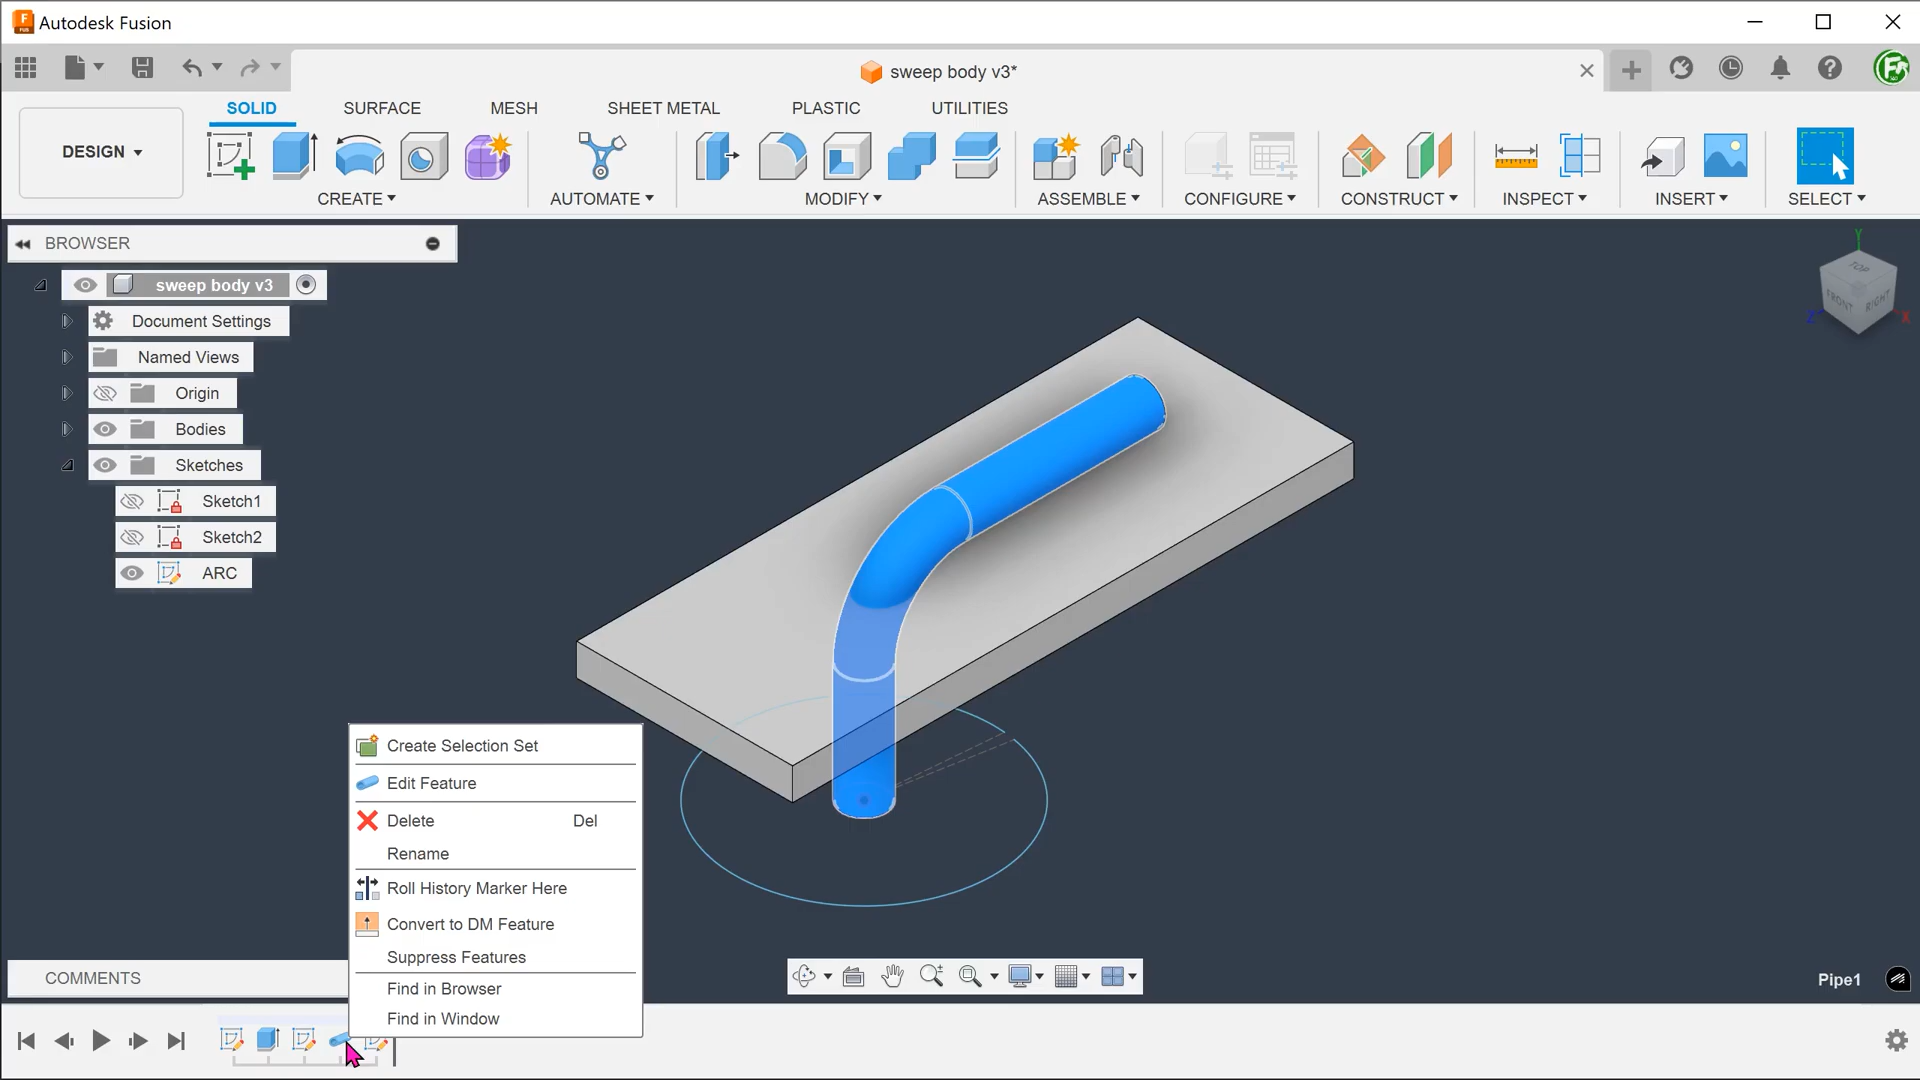 Autodesk Fusion
sweep body v3*
SOLID SURFACE MESH SHEET METAL PLASTIC UTILITIES
DESIGN
CREATE AUTOMATE MODIFY ASSEMBLE CONFIGURE CONSTRUCT INSPECT INSERT SELECT
BROWSER
sweep body v3
Document Settings
Named Views
Origin
Bodies
Sketches
Sketch1
Sketch2
ARC
Y
TOP
FRONT RIGHT
Z X
Create Selection Set
Edit Feature
Delete Del
Rename
Roll History Marker Here
Convert to DM Feature
Suppress Features
Find in Browser
Find in Window
COMMENTS
Pipe1